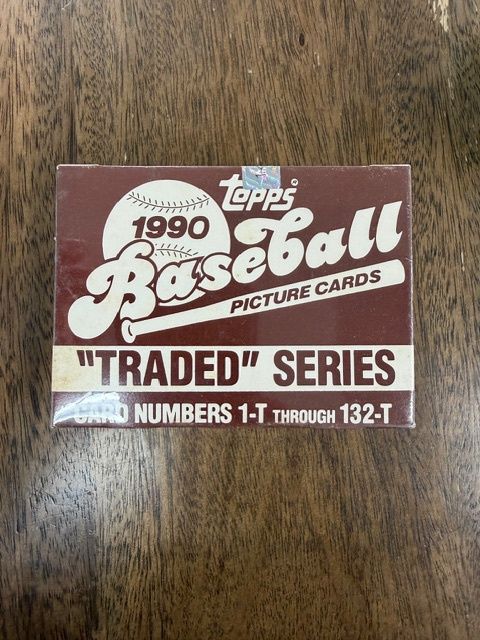 topps®
1990
Baseball
PICTURE CARDS
"TRADED" SERIES
CARD NUMBERS 1-T THROUGH 132-T